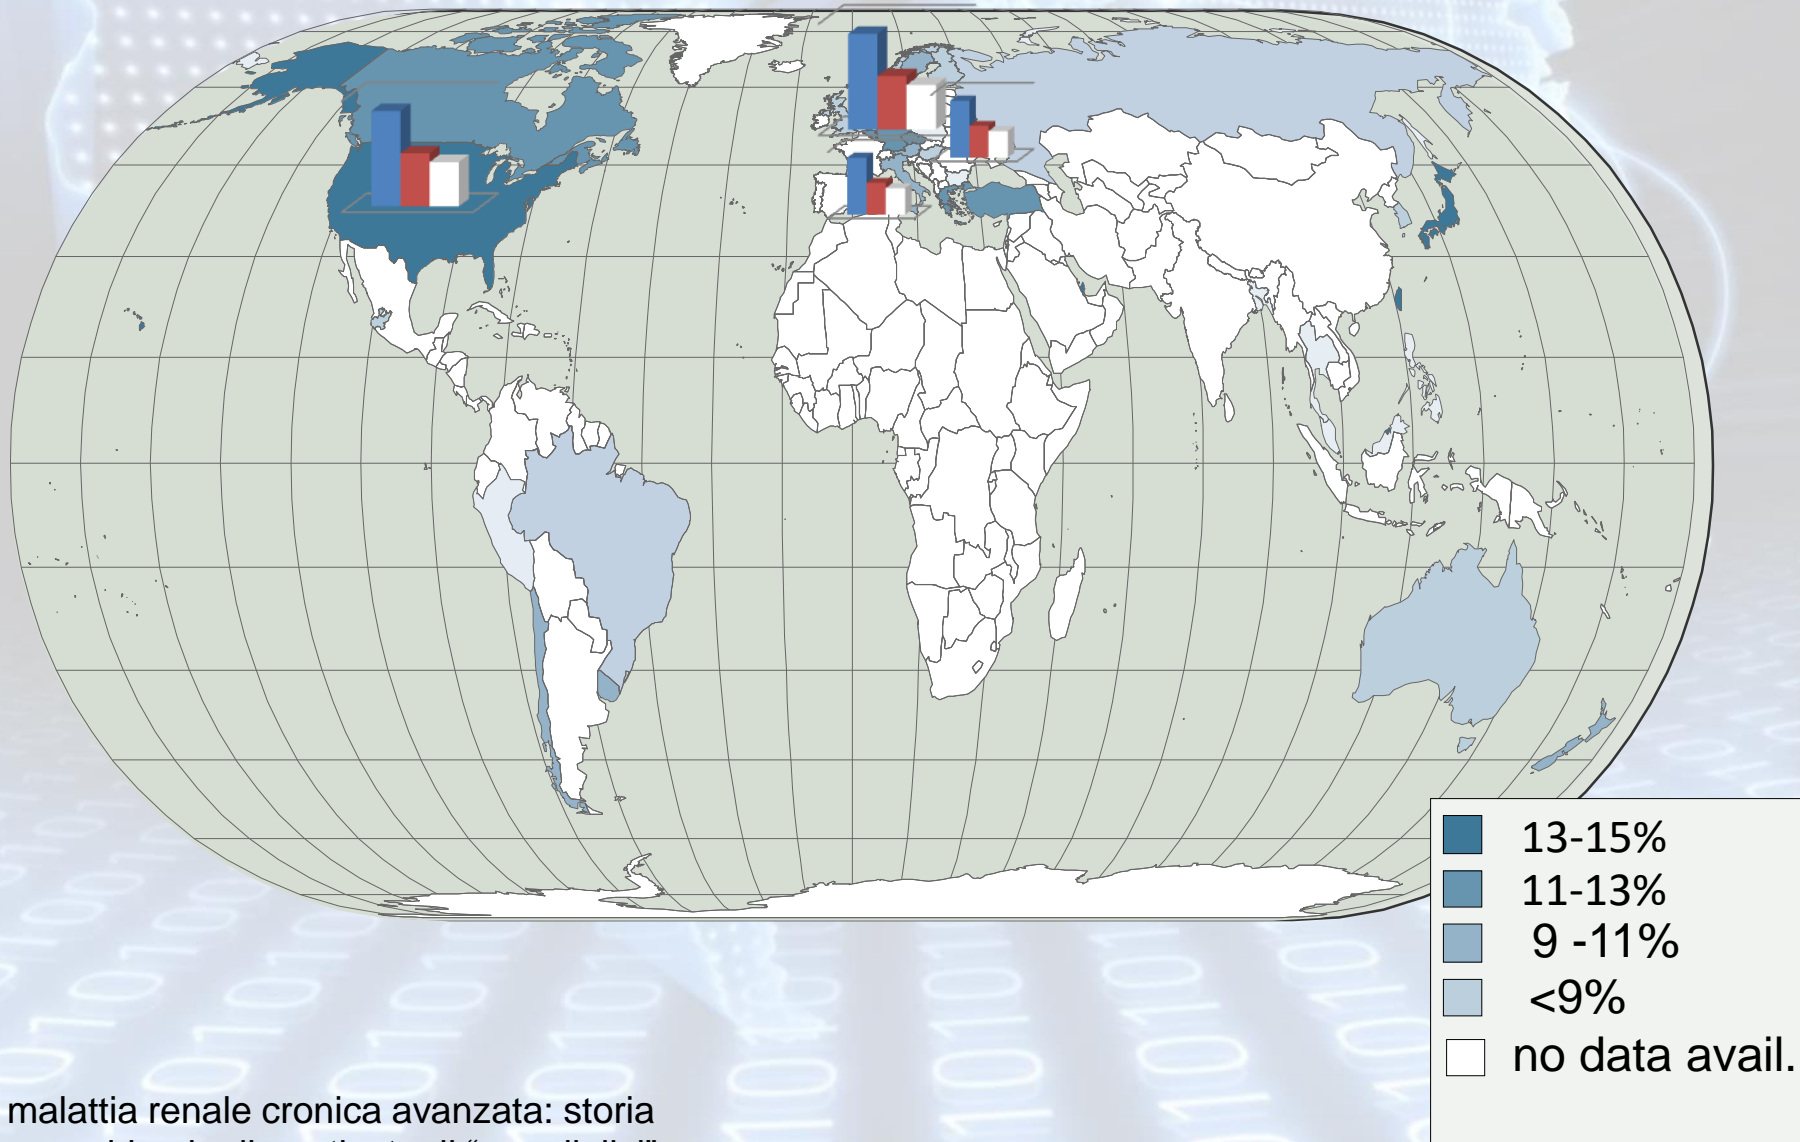 13-15%
11-13%
9 -11%
<9%
no data avail.
malattia renale cronica avanzata: storia